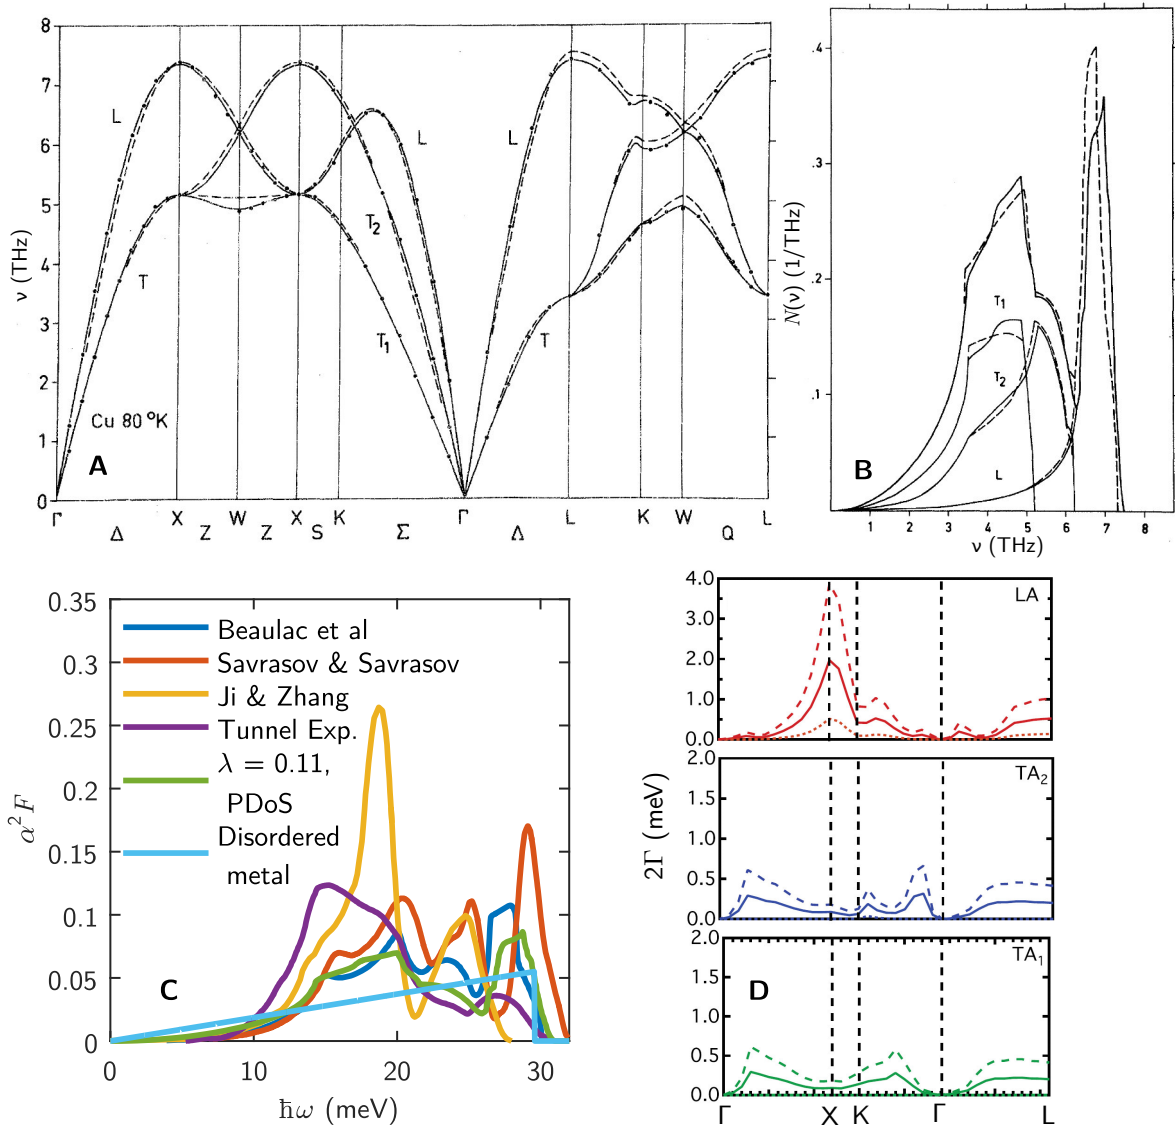 8
7
6
5
4
3
2
1
0
ν (THz)
L
T
L
T₂
T₁
L
T
Cu 80 °K
A
Γ X W X K Γ L K W L
Δ Z Z S Σ Λ Q
.4
.3
.2
.1
N(ν) (1/THz)
T₁
T₂
L
B
1 2 3 4 5 6 7 8
ν (THz)
0.35
0.3
0.25
0.2
0.15
0.1
0.05
0
α²F
Beaulac et al
Savrasov & Savrasov
Ji & Zhang
Tunnel Exp.
λ = 0.11,
PDoS
Disordered
metal
C
0 10 20 30
ħω (meV)
4.0
3.0
2.0
1.0
0.0
LA
2.0
1.5
1.0
0.5
0.0
TA₂
2Γ (meV)
2.0
1.5
1.0
0.5
0.0
TA₁
D
Γ X K Γ L